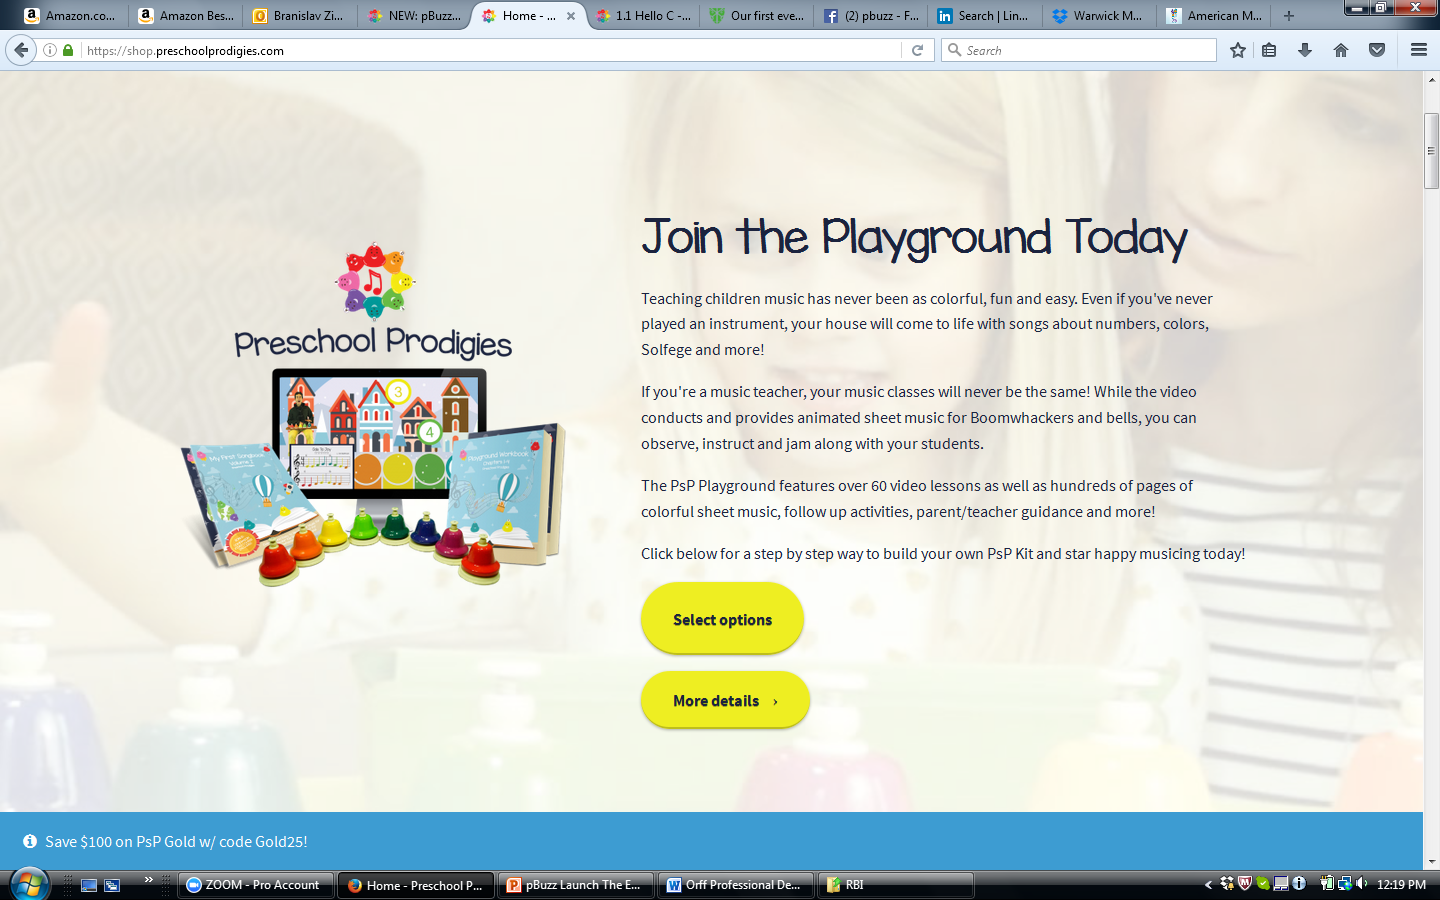 Amazon.co...
Amazon Bes...
Branislav Zi...
NEW: pBuzz...
Home - ...
1.1 Hello C -...
Our first eve...
(2) pbuzz - F...
Search | Lin...
Warwick M...
American M...
https://shop.preschoolprodigies.com
Search
Join the Playground Today
Teaching children music has never been as colorful, fun and easy. Even if you've never
played an instrument, your house will come to life with songs about numbers, colors,
Solfege and more!
If you're a music teacher, your music classes will never be the same! While the video
conducts and provides animated sheet music for Boomwhackers and bells, you can
observe, instruct and jam along with your students.
The PsP Playground features over 60 video lessons as well as hundreds of pages of
colorful sheet music, follow up activities, parent/teacher guidance and more!
Click below for a step by step way to build your own PsP Kit and star happy musicing today!
Select options
More details ›
Preschool Prodigies
3
4
My First Songbook
Playground Workbook
Save $100 on PsP Gold w/ code Gold25!
ZOOM - Pro Account
Home - Preschool P...
pBuzz Launch The E...
Orff Professional De...
RBI
12:19 PM